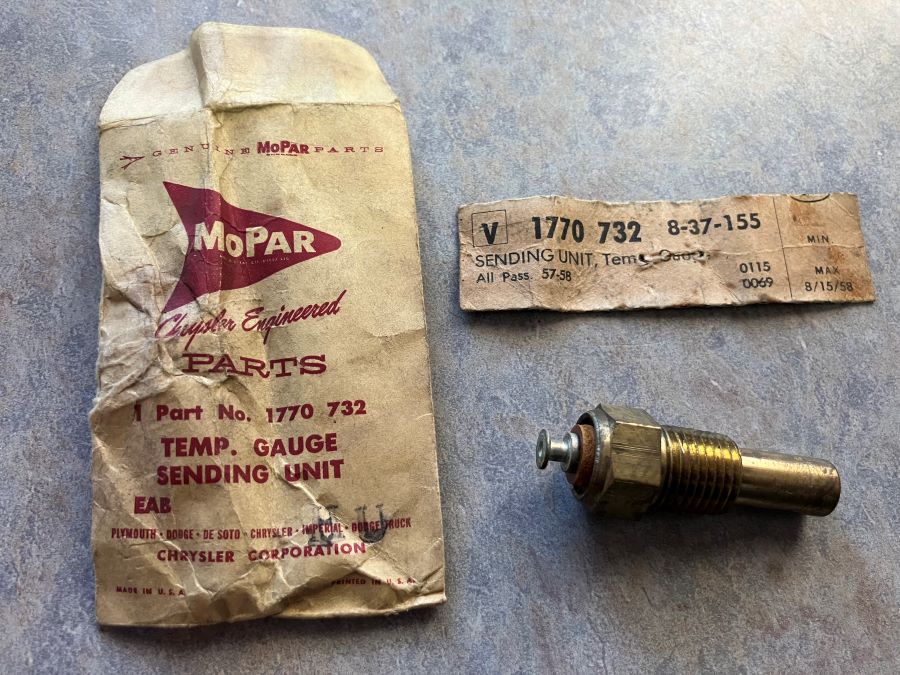 GENUINE MOPAR PARTS
MOPAR
Chrysler Engineered
PARTS
1 Part No. 1770 732
TEMP. GAUGE
SENDING UNIT
EAB
PLYMOUTH • DODGE • DE SOTO • CHRYSLER • IMPERIAL • DODGE TRUCK
CHRYSLER CORPORATION
MADE IN U.S.A.
PRINTED IN U.S.A.
V 1770 732 8-37-155
SENDING UNIT, Temp.
All Pass. 57-58
0115
0069
MIN
MAX
8/15/58